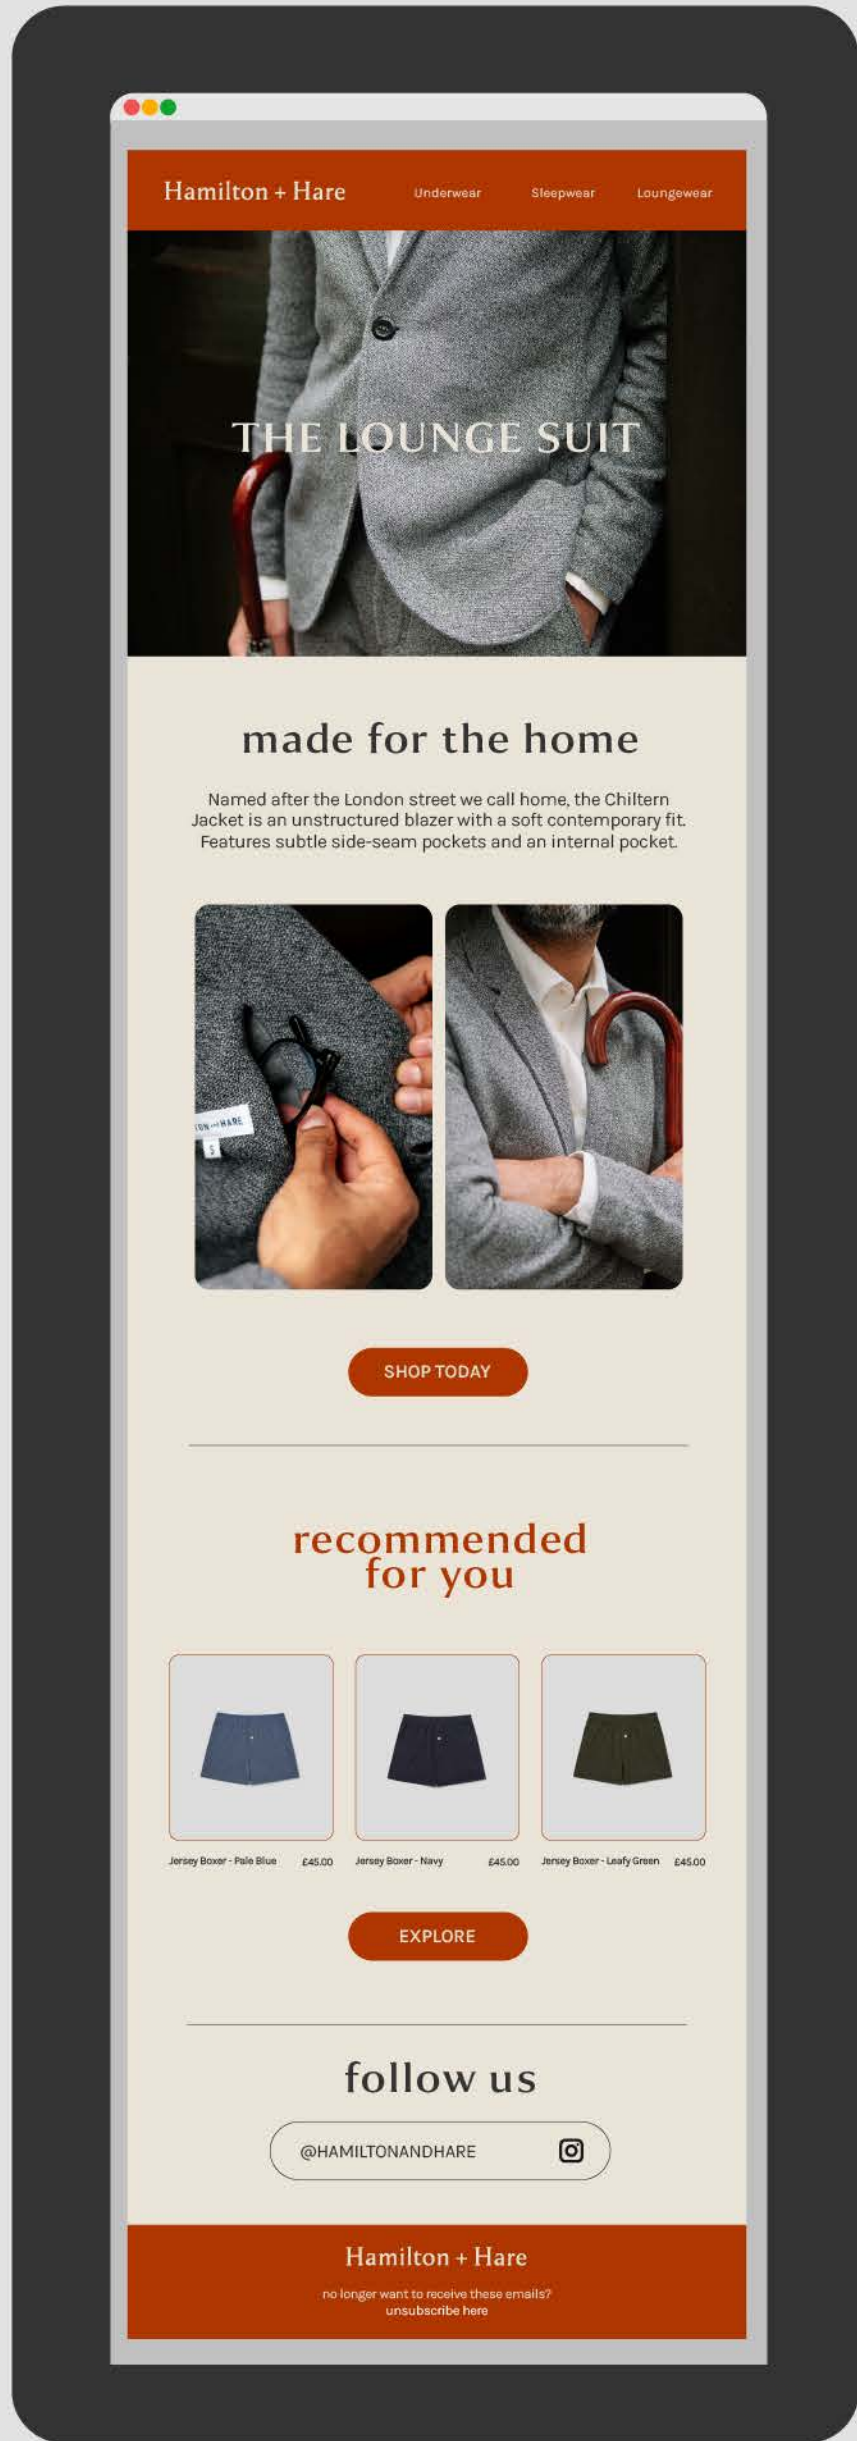 Hamilton + Hare
Underwear
Sleepwear
Loungewear
THE LOUNGE SUIT
made for the home
Named after the London street we call home, the Chiltern
Jacket is an unstructured blazer with a soft contemporary fit.
Features subtle side-seam pockets and an internal pocket.
HARE
S
SHOP TODAY
recommended
for you
Jersey Boxer - Pale Blue £45.00
Jersey Boxer - Navy £45.00
Jersey Boxer - Leafy Green £45.00
EXPLORE
follow us
@HAMILTONANDHARE
Hamilton + Hare
no longer want to receive these emails?
unsubscribe here